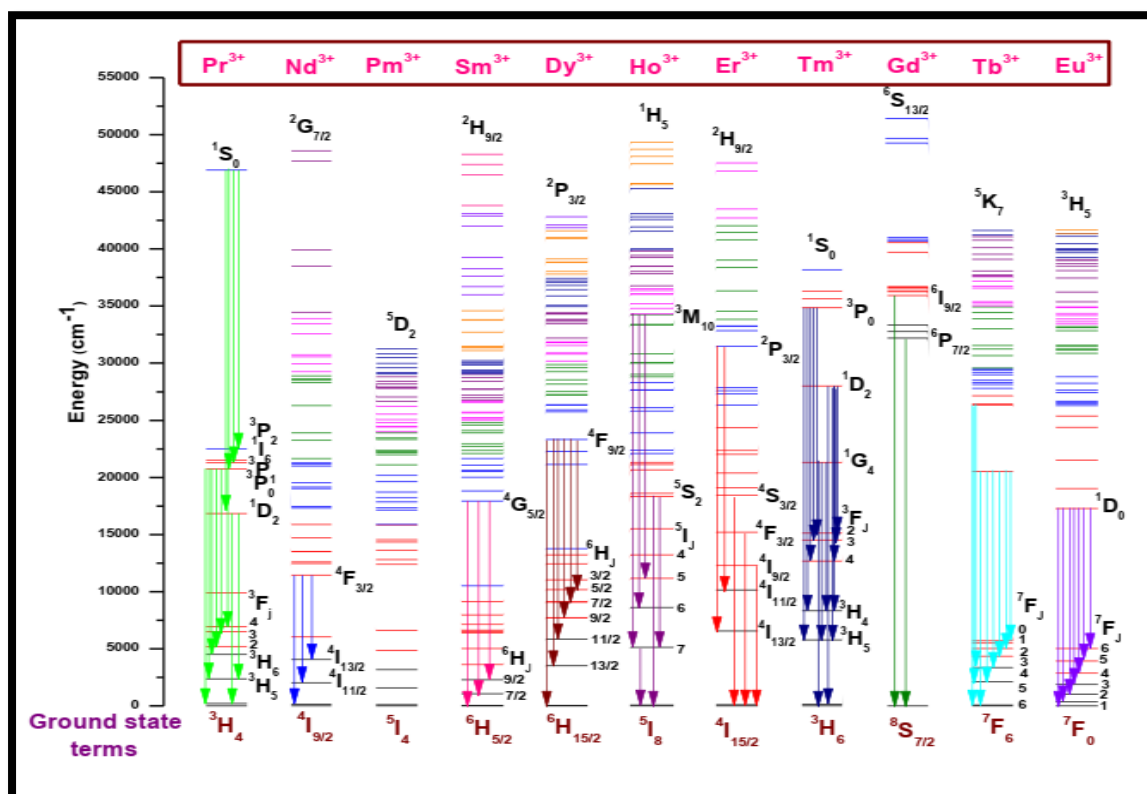 Pr³⁺ Nd³⁺ Pm³⁺ Sm³⁺ Dy³⁺ Ho³⁺ Er³⁺ Tm³⁺ Gd³⁺ Tb³⁺ Eu³⁺
Energy (cm⁻¹)
55000
50000
45000
40000
35000
30000
25000
20000
15000
10000
5000
0
¹S₀
³P₂
¹I₆
³P₁
³P₀
¹D₂
³Fⱼ
4
3
2
³H₆
³H₅
²G₇/₂
⁴F₃/₂
⁴I₁₃/₂
⁴I₁₁/₂
⁵D₂
²H₉/₂
⁴G₅/₂
⁶H_J
9/2
7/2
²P₃/₂
⁴F₉/₂
⁶H_J
3/2
5/2
7/2
9/2
11/2
13/2
¹H₅
³M₁₀
⁵S₂
⁵I_J
4
5
6
7
²H₉/₂
²P₃/₂
⁴S₃/₂
⁴F₃/₂
⁴I₉/₂
⁴I₁₁/₂
⁴I₁₃/₂
¹S₀
³P₀
¹D₂
¹G₄
³F_J
2
3
4
³H₄
³H₅
⁶S₁₃/₂
⁶I₉/₂
⁶P₇/₂
⁵K₇
⁷F_J
0
1
2
3
4
5
6
³H₅
¹D₀
⁷F_J
6
5
4
3
2
1
Ground state
terms
³H₄ ⁴I₉/₂ ⁵I₄ ⁶H₅/₂ ⁶H₁₅/₂ ⁵I₈ ⁴I₁₅/₂ ³H₆ ⁸S₇/₂ ⁷F₆ ⁷F₀